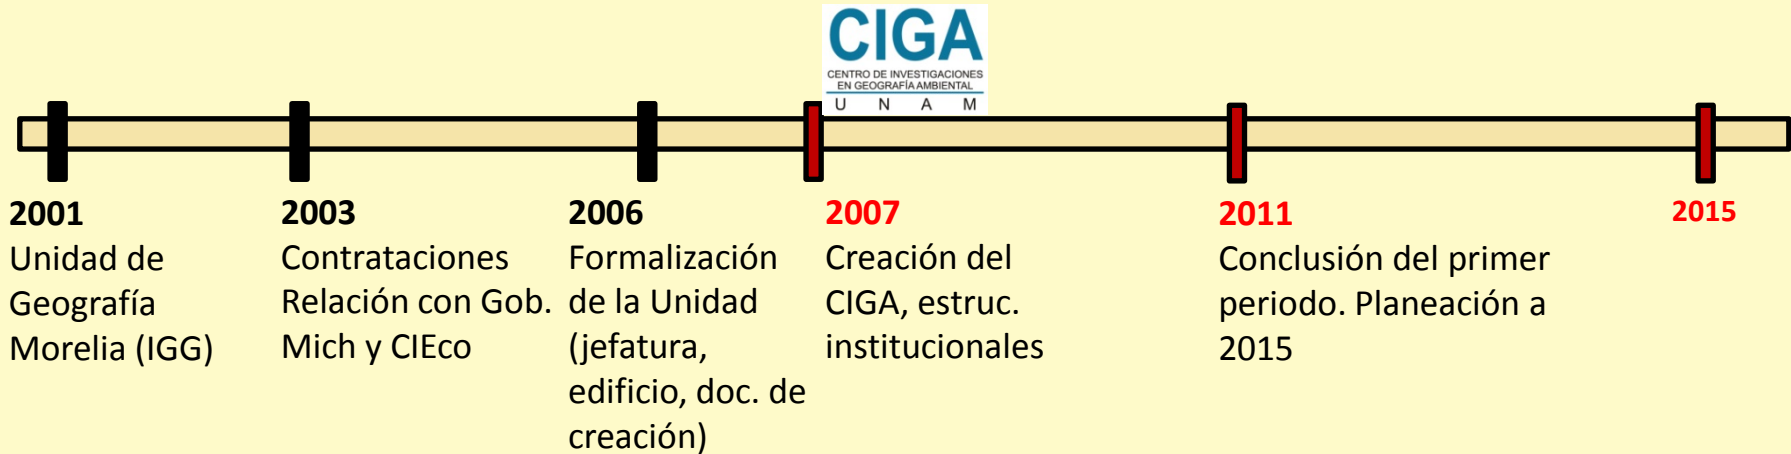 CIGA
CENTRO DE INVESTIGACIONES
EN GEOGRAFÍA AMBIENTAL
U N A M
2001
Unidad de
Geografía
Morelia (IGG)
2003
Contrataciones
Relación con Gob.
Mich y CIEco
2006
Formalización
de la Unidad
(jefatura,
edificio, doc. de
creación)
2007
Creación del
CIGA, estruc.
institucionales
2011
Conclusión del primer
periodo. Planeación a
2015
2015